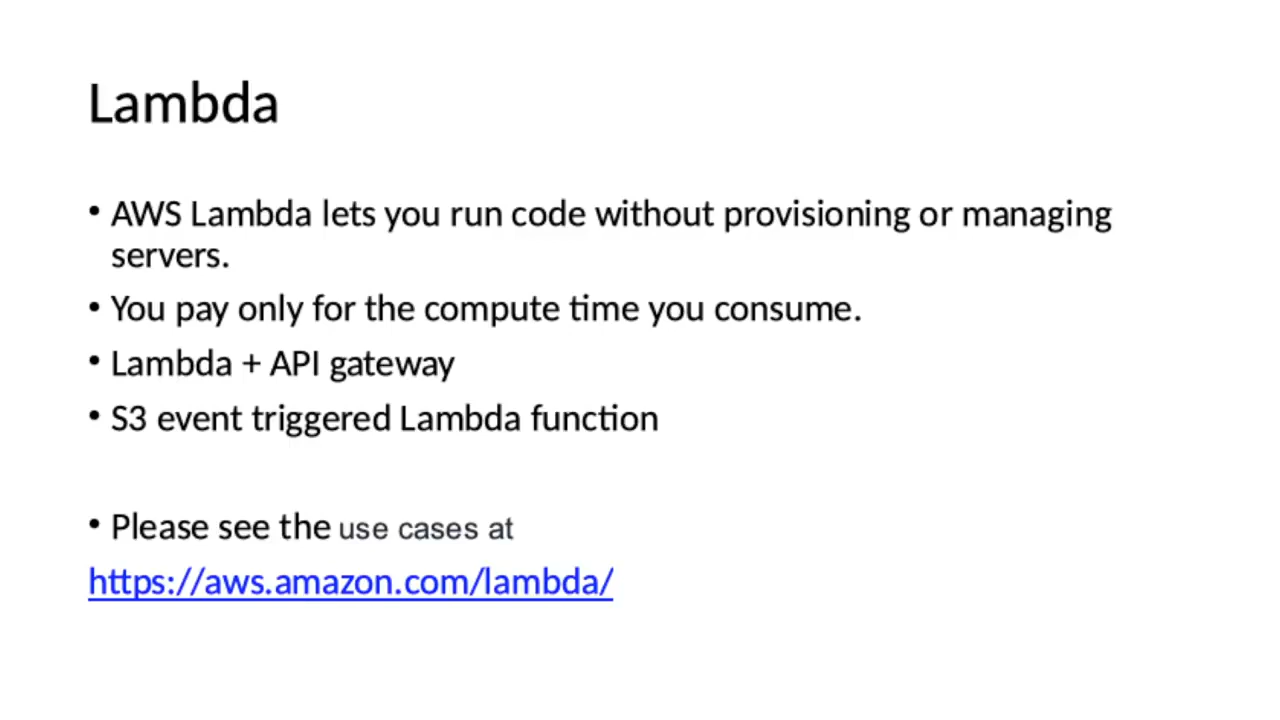 Lambda
• AWS Lambda lets you run code without provisioning or managing
servers.
• You pay only for the compute time you consume.
• Lambda + API gateway
• S3 event triggered Lambda function
• Please see the use cases at
https://aws.amazon.com/lambda/